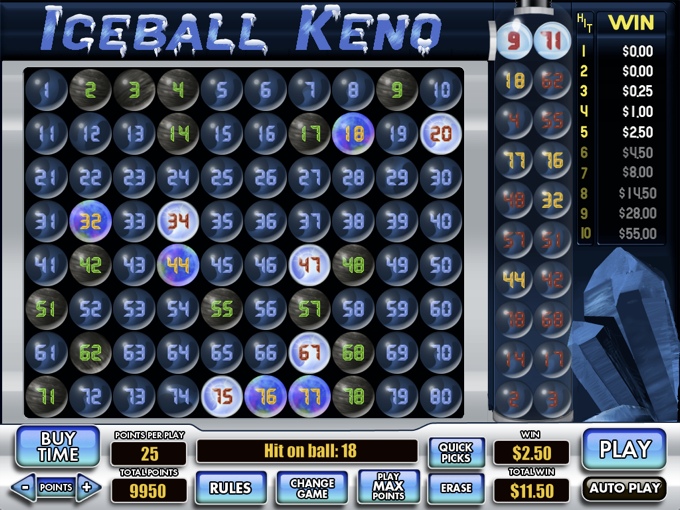 ICEBALL KENO
1 2 3 4 5 6 7 8 9 10
11 12 13 14 15 16 17 18 19 20
21 22 23 24 25 26 27 28 29 30
31 32 33 34 35 36 37 38 39 40
41 42 43 44 45 46 47 48 49 50
51 52 53 54 55 56 57 58 59 60
61 62 63 64 65 66 67 68 69 70
71 72 73 74 75 76 77 78 79 80
9 71
18 62
4 55
77 76
48 32
57 51
44 42
78 68
14 17
2 3
HIT WIN
1 $0.00
2 $0.00
3 $0.25
4 $1.00
5 $2.50
6 $4.50
7 $8.00
8 $14.50
9 $28.00
10 $55.00
BUY TIME
- POINTS +
POINTS PER PLAY
25
TOTAL POINTS
9950
Hit on ball: 18
RULES
CHANGE GAME
PLAY MAX POINTS
QUICK PICKS
ERASE
WIN
$2.50
TOTAL WIN
$11.50
PLAY
AUTO PLAY